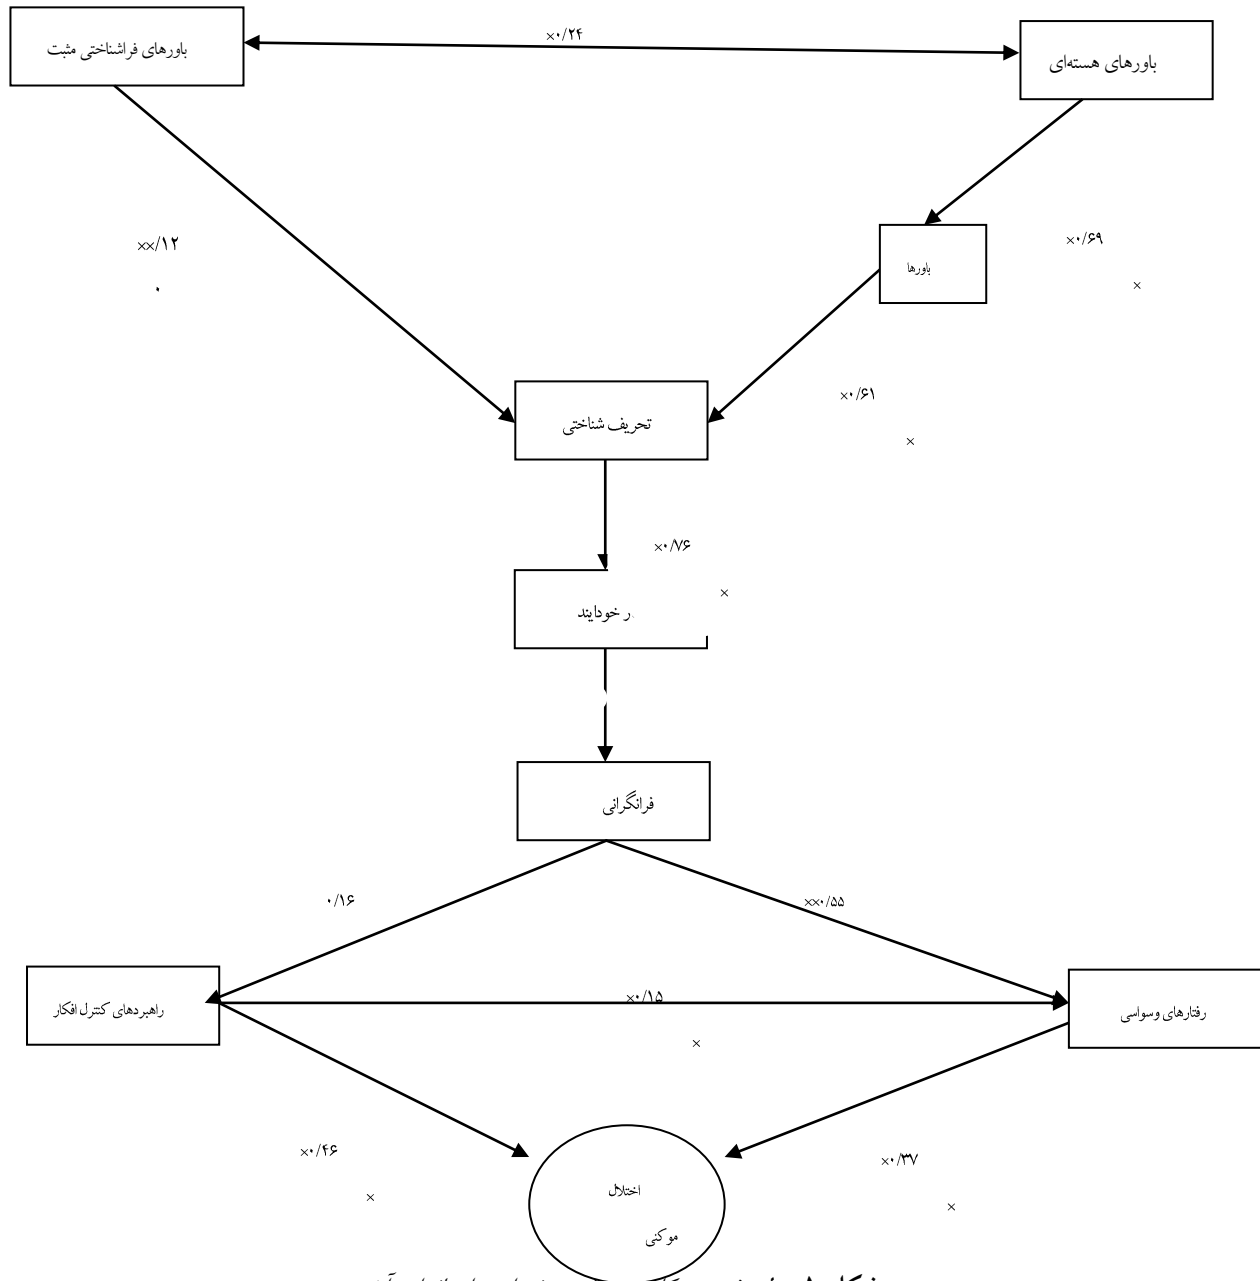 ×۰/۲۴
باورهای فراشناختی مثبت
باورهای هسته‌ای
××/۱۲
۰
×۰/۶۹
×
باورها
×۰/۶۱
×
تحریف شناختی
×۰/۷۶
×
خودایند
فرانگرانی
۰/۱۶
××۰/۵۵
راهبردهای کنترل افکار
×۰/۱۵
×
رفتارهای وسواسی
×۰/۴۶
×
×۰/۳۷
×
اختلال
موکنی